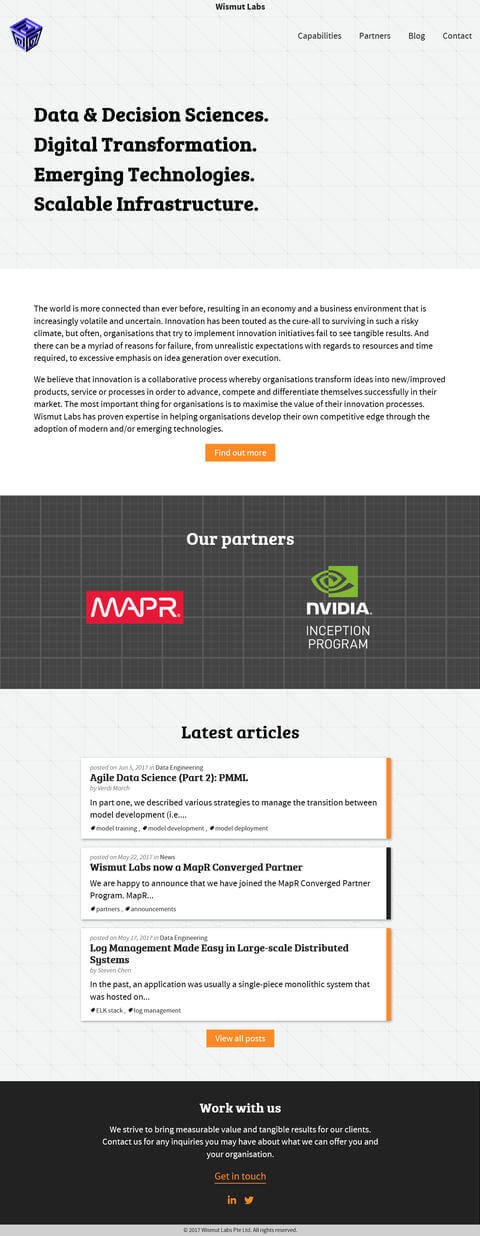 Wismut Labs
Capabilities Partners Blog Contact
Data & Decision Sciences.
Digital Transformation.
Emerging Technologies.
Scalable Infrastructure.
The world is more connected than ever before, resulting in an economy and a business environment that is
increasingly volatile and uncertain. Innovation has been touted as the cure-all to surviving in such a risky
climate, but often, organisations that try to implement innovation initiatives fail to see tangible results. And
there can be a myriad of reasons for failure, from unrealistic expectations with regards to resources and time
required, to excessive emphasis on idea generation over execution.
We believe that innovation is a collaborative process whereby organisations transform ideas into new/improved
products, service or processes in order to advance, compete and differentiate themselves successfully in their
market. The most important thing for organisations is to maximise the value of their innovation processes.
Wismut Labs has proven expertise in helping organisations develop their own competitive edge through the
adoption of modern and/or emerging technologies.
Find out more
Our partners
MAPR.
NVIDIA.
INCEPTION
PROGRAM
Latest articles
posted on Jun 5, 2017 in Data Engineering
Agile Data Science (Part 2): PMML
by Verdi March
In part one, we described various strategies to manage the transition between
model development (i.e....
model training , model development , model deployment
posted on May 22, 2017 in News
Wismut Labs now a MapR Converged Partner
We are happy to announce that we have joined the MapR Converged Partner
Program. MapR...
partners , announcements
posted on May 17, 2017 in Data Engineering
Log Management Made Easy in Large-scale Distributed
Systems
by Steven Chen
In the past, an application was usually a single-piece monolithic system that
was hosted on...
ELK stack , log management
View all posts
Work with us
We strive to bring measurable value and tangible results for our clients.
Contact us for any inquiries you may have about what we can offer you and
your organisation.
Get in touch
in
© 2017 Wismut Labs Pte Ltd. All rights reserved.